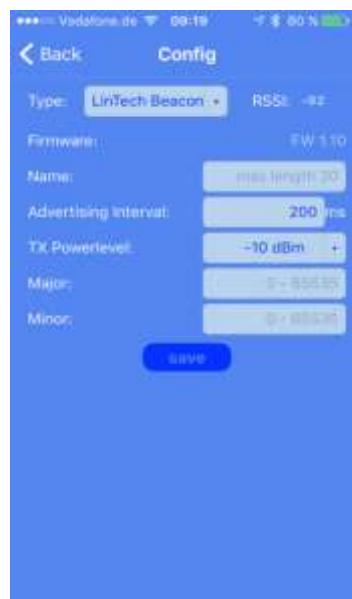 Vodafone.de 09:19 80 %
Back Config
Type: LinTech Beacon + RSSI: -92
Firmware: FW 1.10
Name: max length 20
Advertising Interval: 200 ms
TX Powerlevel: -10 dBm +
Major: 0 - 65535
Minor: 0 - 65535
save